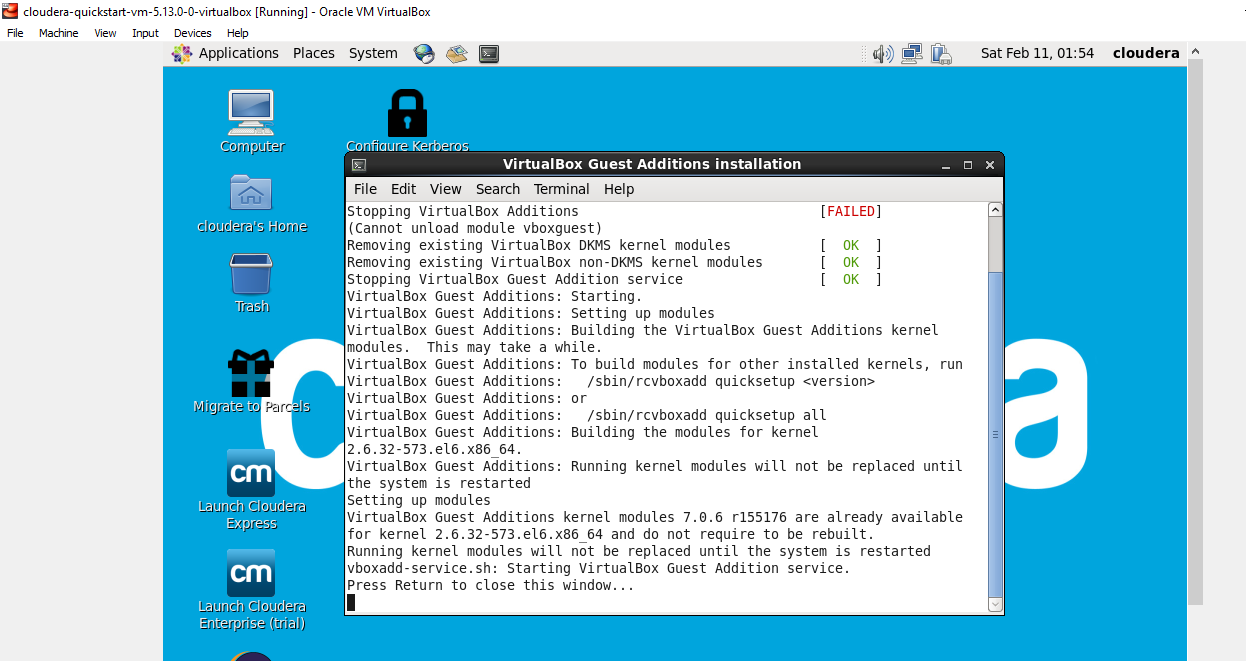 cloudera-quickstart-vm-5.13.0-0-virtualbox [Running] - Oracle VM VirtualBox
File Machine View Input Devices Help
Applications Places System Sat Feb 11, 01:54 cloudera
Computer
Configure Kerberos
cloudera's Home
Trash
Migrate to Parcels
cm
Launch Cloudera
Express
cm
Launch Cloudera
Enterprise (trial)
VirtualBox Guest Additions installation
File Edit View Search Terminal Help
Stopping VirtualBox Additions [FAILED]
(Cannot unload module vboxguest)
Removing existing VirtualBox DKMS kernel modules [ OK ]
Removing existing VirtualBox non-DKMS kernel modules [ OK ]
Stopping VirtualBox Guest Addition service [ OK ]
VirtualBox Guest Additions: Starting.
VirtualBox Guest Additions: Setting up modules
VirtualBox Guest Additions: Building the VirtualBox Guest Additions kernel
modules.  This may take a while.
VirtualBox Guest Additions: To build modules for other installed kernels, run
VirtualBox Guest Additions:   /sbin/rcvboxadd quicksetup <version>
VirtualBox Guest Additions: or
VirtualBox Guest Additions:   /sbin/rcvboxadd quicksetup all
VirtualBox Guest Additions: Building the modules for kernel
2.6.32-573.el6.x86_64.
VirtualBox Guest Additions: Running kernel modules will not be replaced until
the system is restarted
Setting up modules
VirtualBox Guest Additions kernel modules 7.0.6 r155176 are already available
for kernel 2.6.32-573.el6.x86_64 and do not require to be rebuilt.
Running kernel modules will not be replaced until the system is restarted
vboxadd-service.sh: Starting VirtualBox Guest Addition service.
Press Return to close this window...
c a